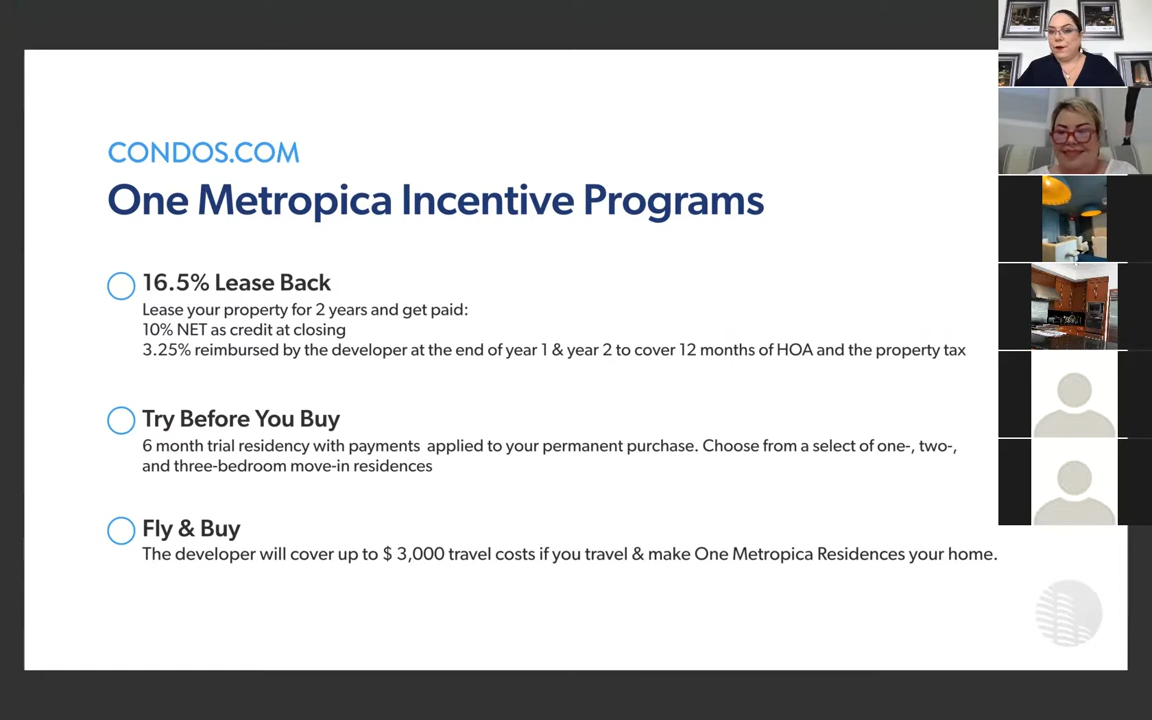 CONDOS.COM
One Metropica Incentive Programs
16.5% Lease Back
Lease your property for 2 years and get paid:
10% NET as credit at closing
3.25% reimbursed by the developer at the end of year 1 & year 2 to cover 12 months of HOA and the property tax
Try Before You Buy
6 month trial residency with payments applied to your permanent purchase. Choose from a select of one-, two-,
and three-bedroom move-in residences
Fly & Buy
The developer will cover up to $ 3,000 travel costs if you travel & make One Metropica Residences your home.